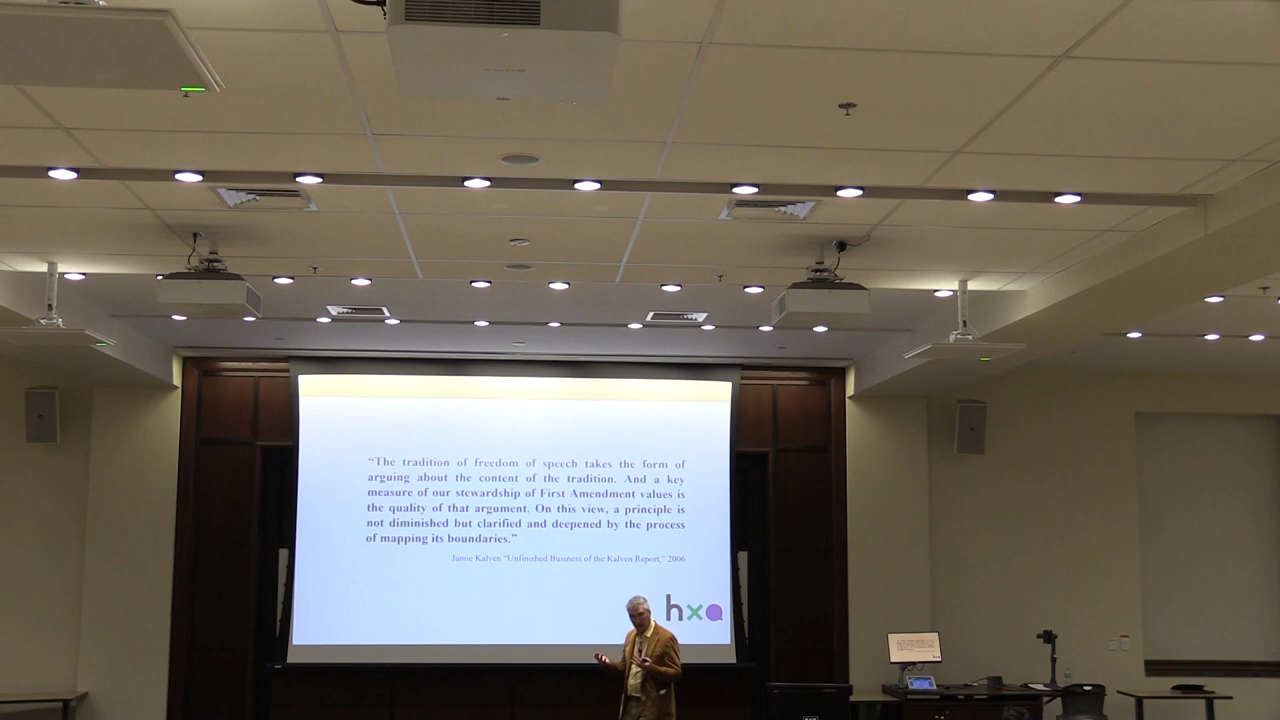 “The tradition of freedom of speech takes the form of
arguing about the content of the tradition. And a key
measure of our stewardship of First Amendment values is
the quality of that argument. On this view, a principle is
not diminished but clarified and deepened by the process
of mapping its boundaries.”
Jamie Kalven “Unfinished Business of the Kalven Report,” 2006
hxa